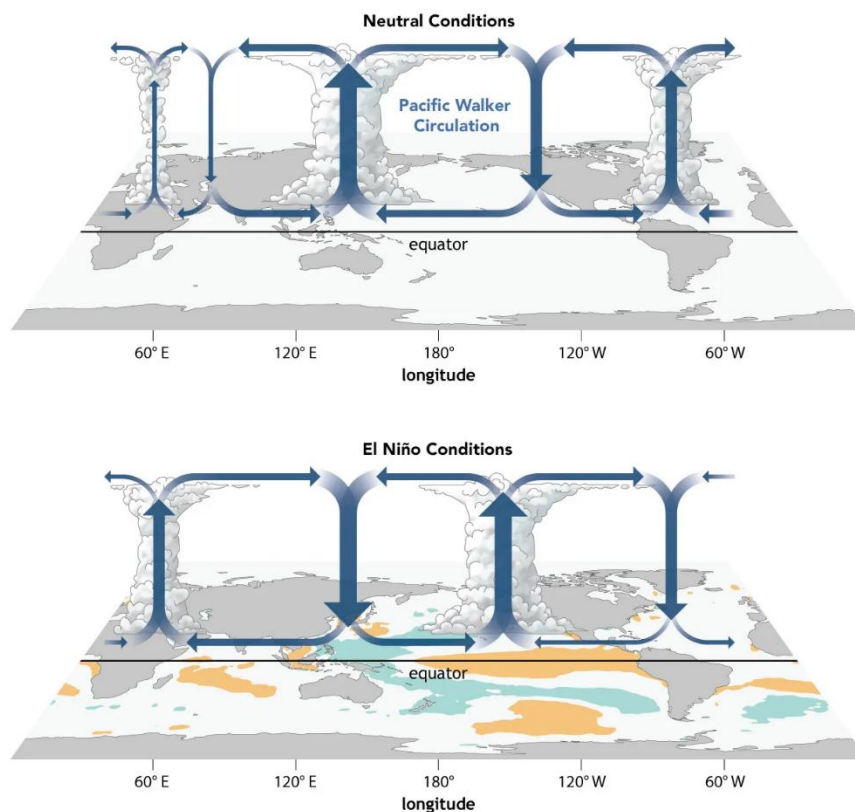 Neutral Conditions
Pacific Walker
Circulation
equator
60° E 120° E 180° 120° W 60° W
longitude
El Niño Conditions
equator
60° E 120° E 180° 120° W 60° W
longitude